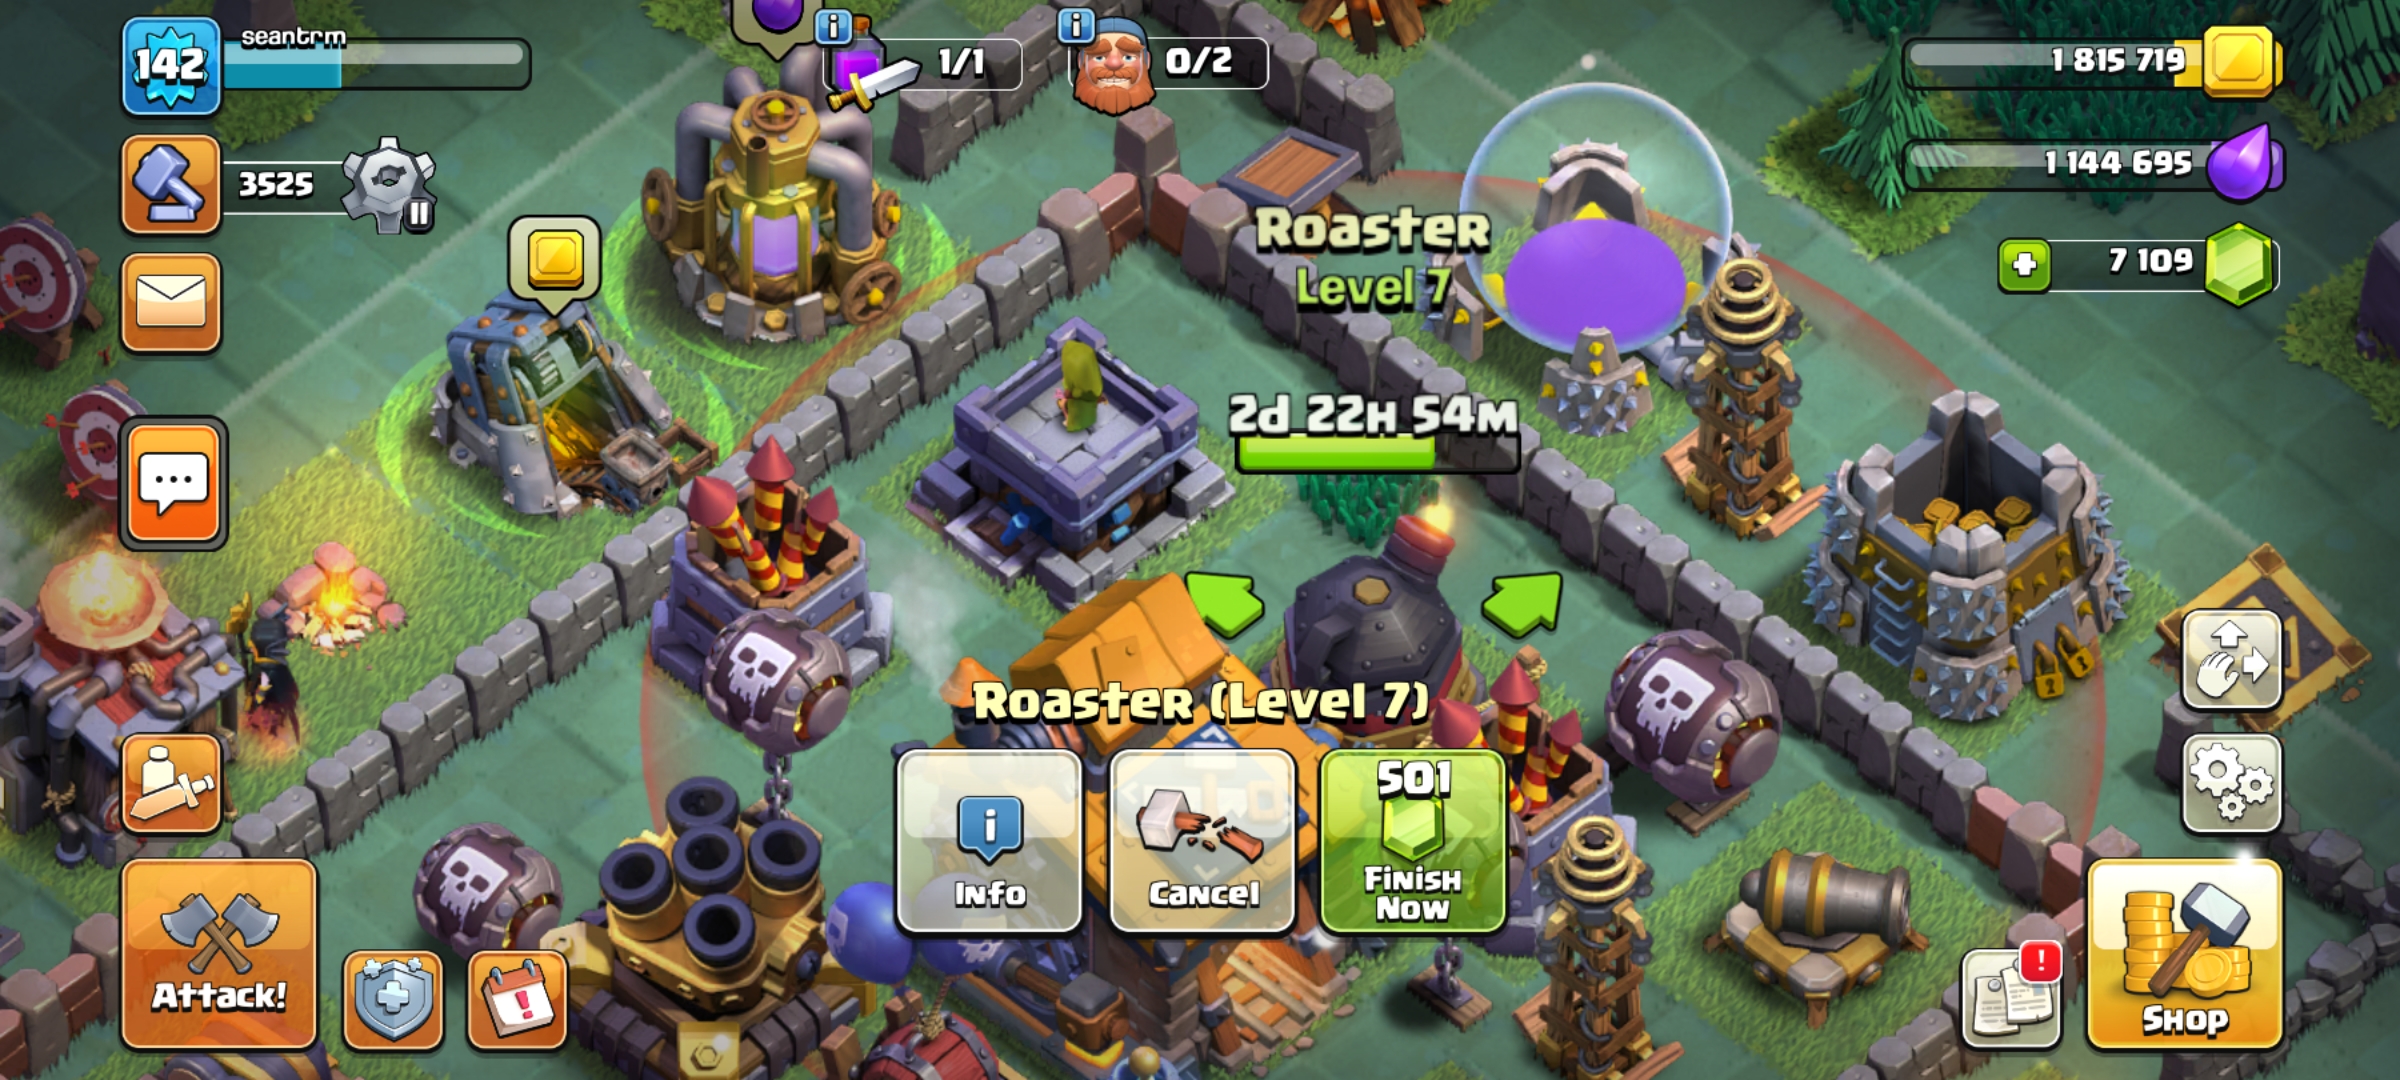 142
seantrm
1/1
0/2
1 815 719
3525
1 144 695
7 109
Roaster
Level 7
2d 22h 54m
Roaster (Level 7)
Info
Cancel
501
Finish
Now
Attack!
!
!
Shop